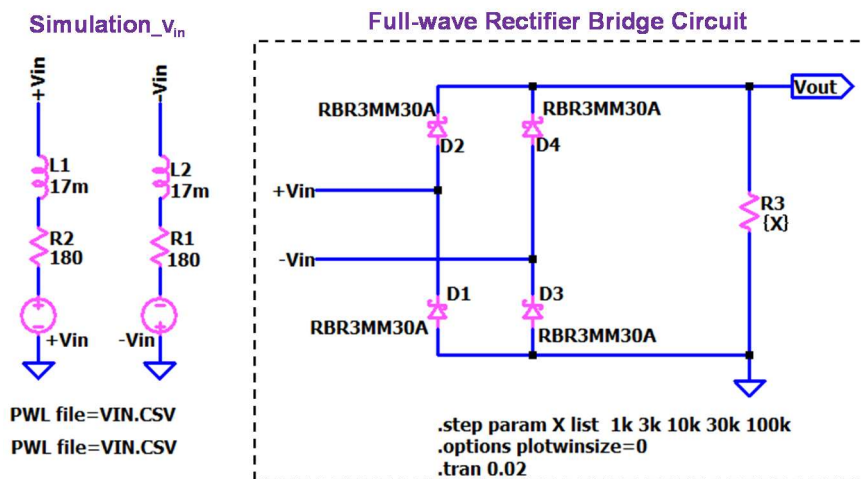 Simulation_vin
Full-wave Rectifier Bridge Circuit
+Vin
-Vin
L1
17m
L2
17m
R2
180
R1
180
+Vin
-Vin
PWL file=VIN.CSV
PWL file=VIN.CSV
RBR3MM30A
D2
RBR3MM30A
D4
Vout
+Vin
-Vin
R3
{X}
D1
RBR3MM30A
D3
RBR3MM30A
.step param X list 1k 3k 10k 30k 100k
.options plotwinsize=0
.tran 0.02